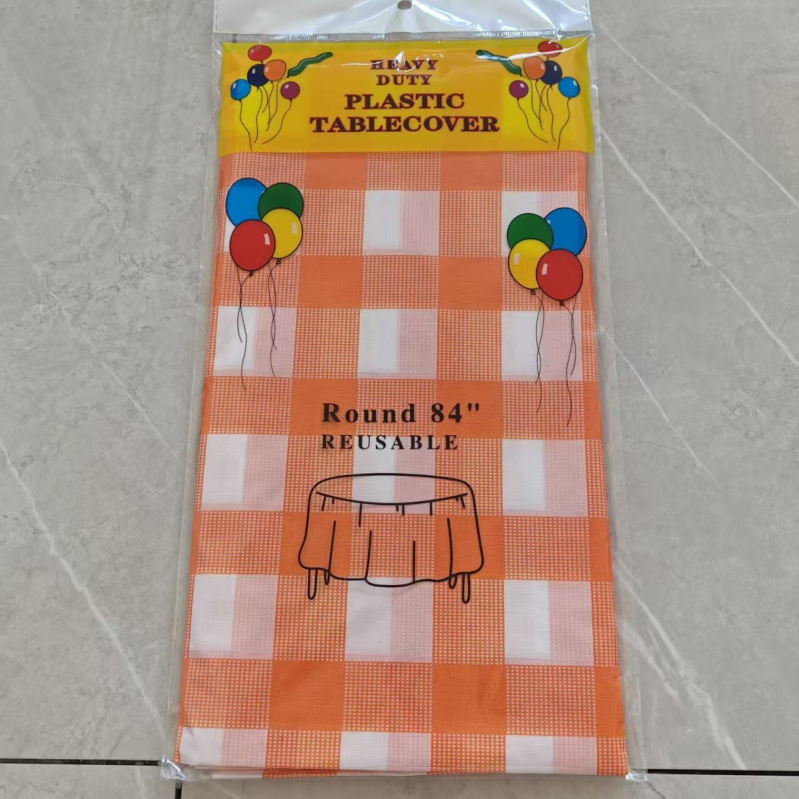 HEAVY
DUTY
PLASTIC
TABLECOVER
Round 84"
REUSABLE